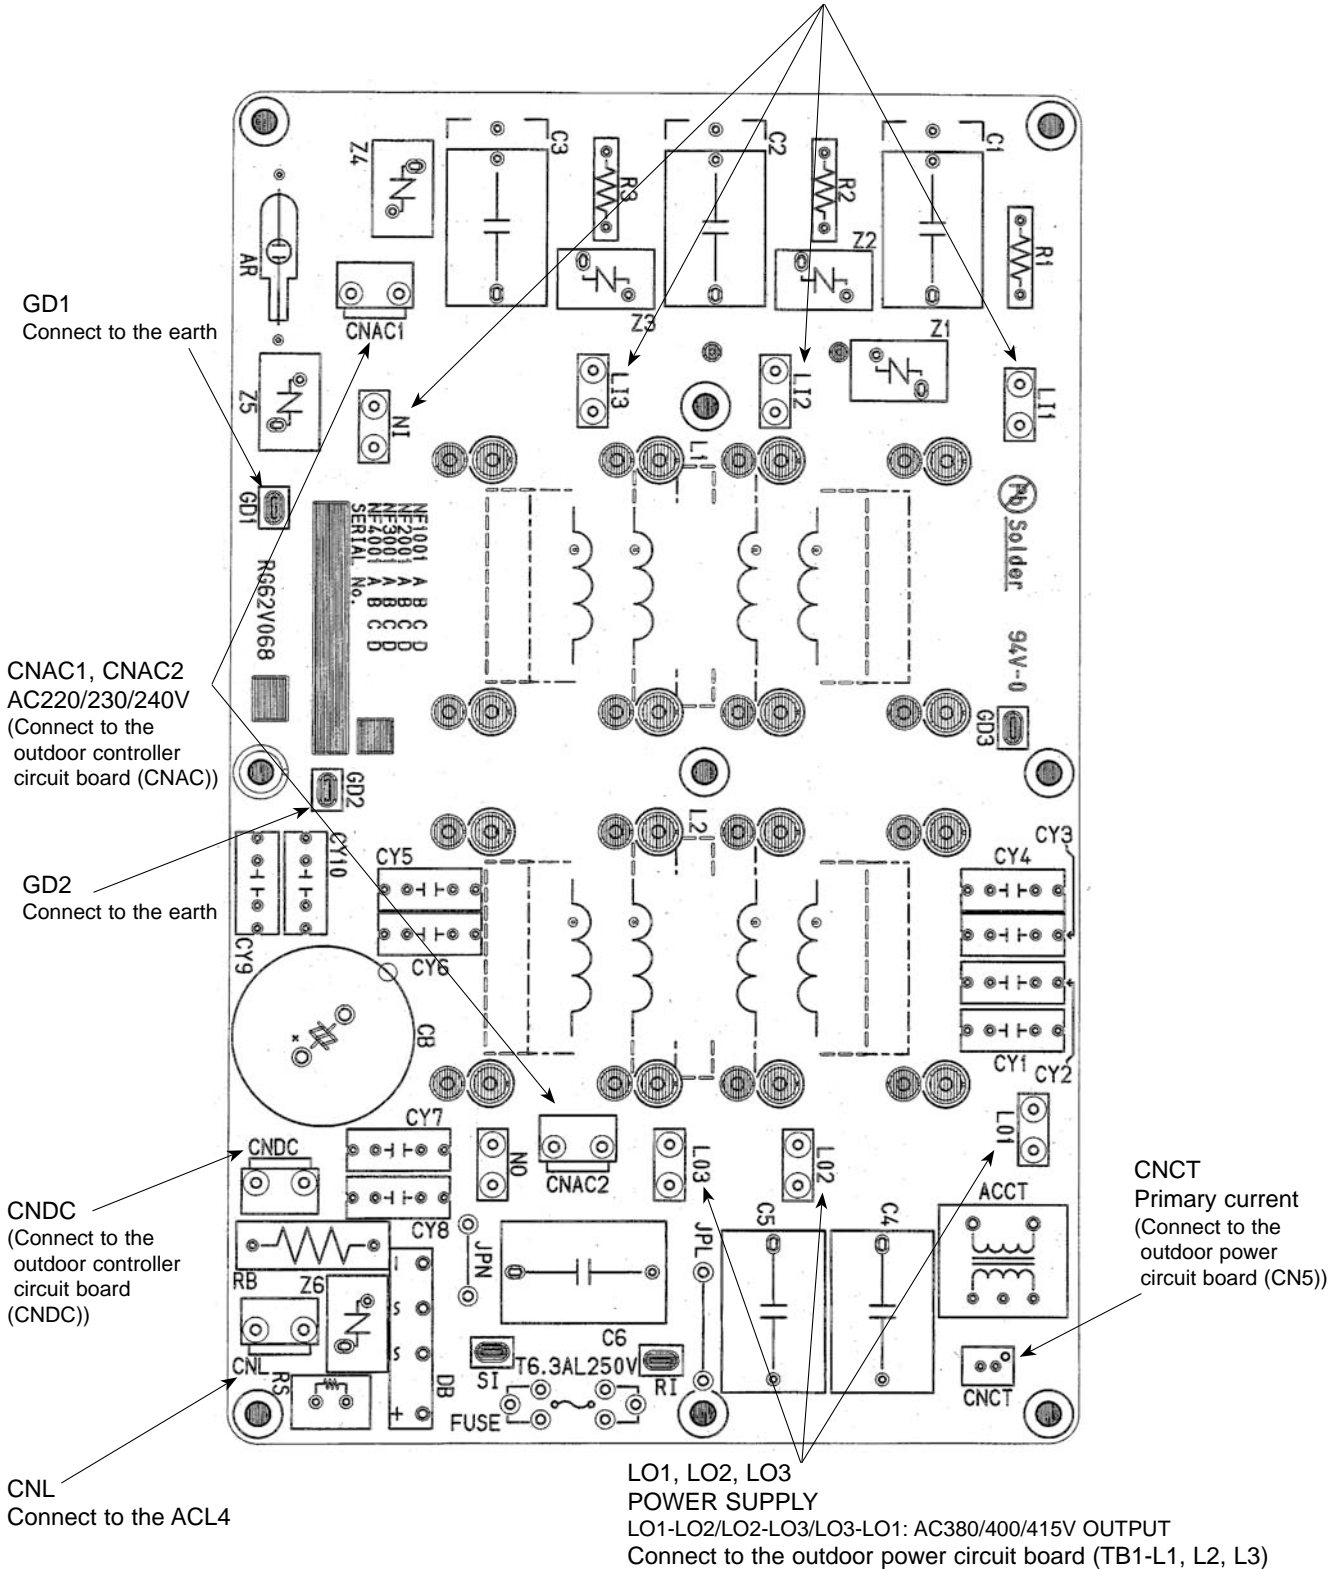 C3
C2
C1
Z4
R3
R2
R1
AR
Z2
CNAC1
Z3
Z1
GD1
Connect to the earth
Z5
NI
LI3
LI2
LI1
L1
GD1
NF1001 A B C D
NF2001 A B C D
NF3001 A B C D
NF4001 A B C D
SERIAL No.
RG62V068
Pb Solder
94V-0
CNAC1, CNAC2
AC220/230/240V
(Connect to the
outdoor controller
circuit board (CNAC))
GD3
GD2
L2
CY3
CY10
CY5
CY4
GD2
Connect to the earth
CY9
CY6
CB
CY1
CY2
CY7
LO1
CNDC
NO
CNAC2
LO3
LO2
CNCT
Primary current
(Connect to the
outdoor power
circuit board (CN5))
ACCT
CNDC
(Connect to the
outdoor controller
circuit board
(CNDC))
CY8
JPN
JPL
C5
C4
RB
Z6
-
S
S
+
C6
CNL
RS
DB
SI
T6.3AL250V
RI
FUSE
CNCT
CNL
Connect to the ACL4
LO1, LO2, LO3
POWER SUPPLY
LO1-LO2/LO2-LO3/LO3-LO1: AC380/400/415V OUTPUT
Connect to the outdoor power circuit board (TB1-L1, L2, L3)